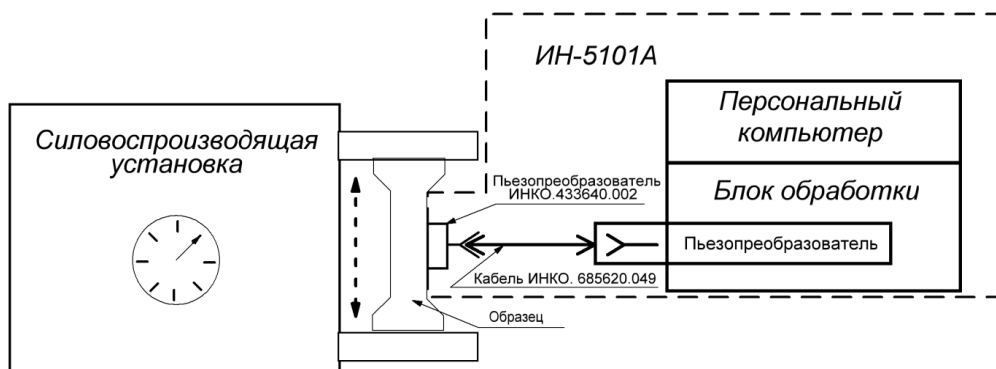 ИН-5101А
Персональный
компьютер
Силовоспроизводящая
установка
Пьезопреобразователь
ИНКО.433640.002
Блок обработки
Пьезопреобразователь
Кабель ИНКО. 685620.049
Образец